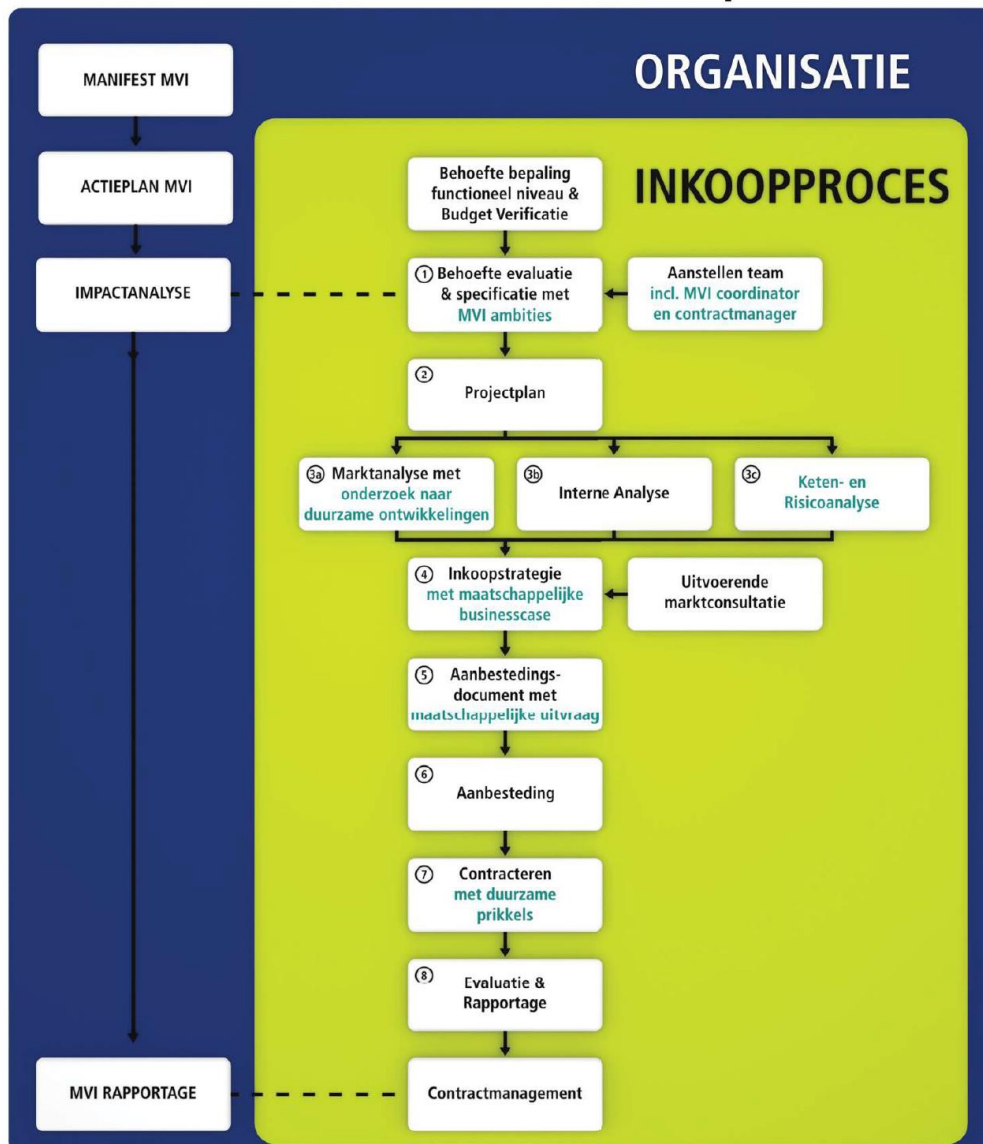 ORGANISATIE
MANIFEST MVI
ACTIEPLAN MVI
IMPACTANALYSE
MVI RAPPORTAGE
INKOOPPROCES
Behoefte bepaling
functioneel niveau &
Budget Verificatie
1 Behoefte evaluatie
& specificatie met
MVI ambities
Aanstellen team
incl. MVI coordinator
en contractmanager
2
Projectplan
3a Marktanalyse met
onderzoek naar
duurzame ontwikkelingen
3b
Interne Analyse
3c
Keten- en
Risicoanalyse
4 Inkoopstrategie
met maatschappelijke
businesscase
Uitvoerende
marktconsultatie
5 Aanbestedings-
document met
maatschappelijke uitvraag
6
Aanbesteding
7 Contracteren
met duurzame
prikkels
8
Evaluatie &
Rapportage
Contractmanagement